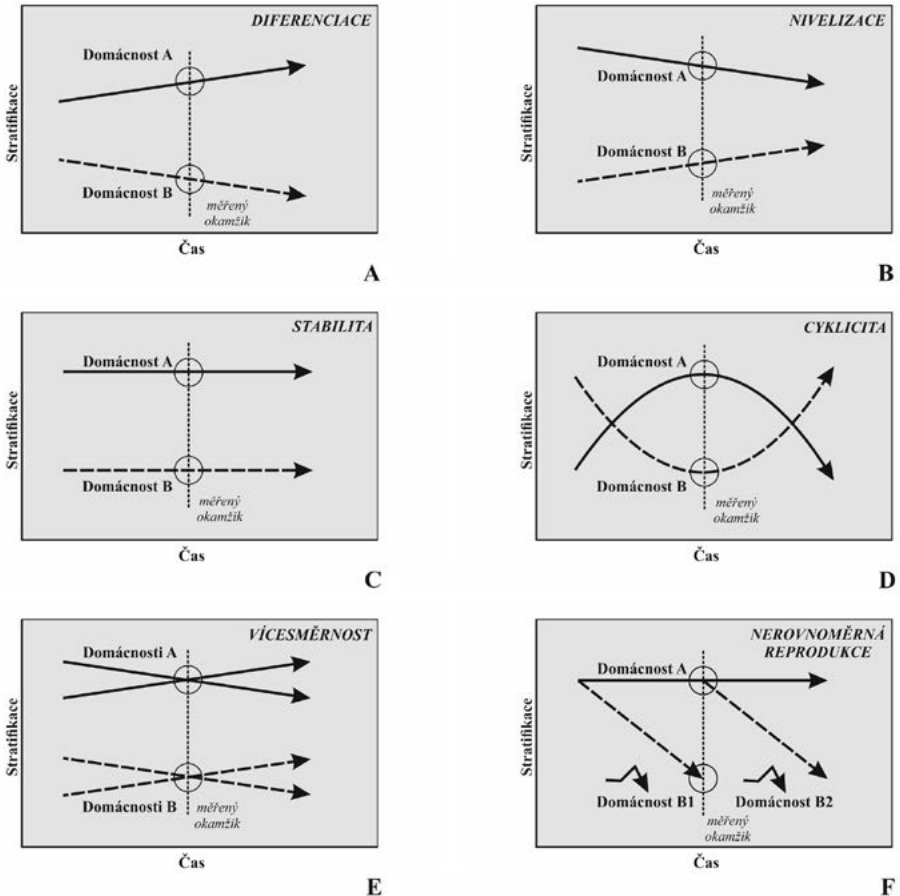 DIFERENCIACE
Domácnost A
Domácnost B
měřený
okamžik
Stratifikace
Čas
A
NIVELIZACE
Domácnost A
Domácnost B
měřený
okamžik
Stratifikace
Čas
B
STABILITA
Domácnost A
Domácnost B
měřený
okamžik
Stratifikace
Čas
C
CYKLICITA
Domácnost A
Domácnost B
měřený
okamžik
Stratifikace
Čas
D
VÍCESMĚRNOST
Domácnosti A
Domácnosti B
měřený
okamžik
Stratifikace
Čas
E
NEROVNOMĚRNÁ
REPRODUKCE
Domácnost A
Domácnost B1
Domácnost B2
měřený
okamžik
Stratifikace
Čas
F